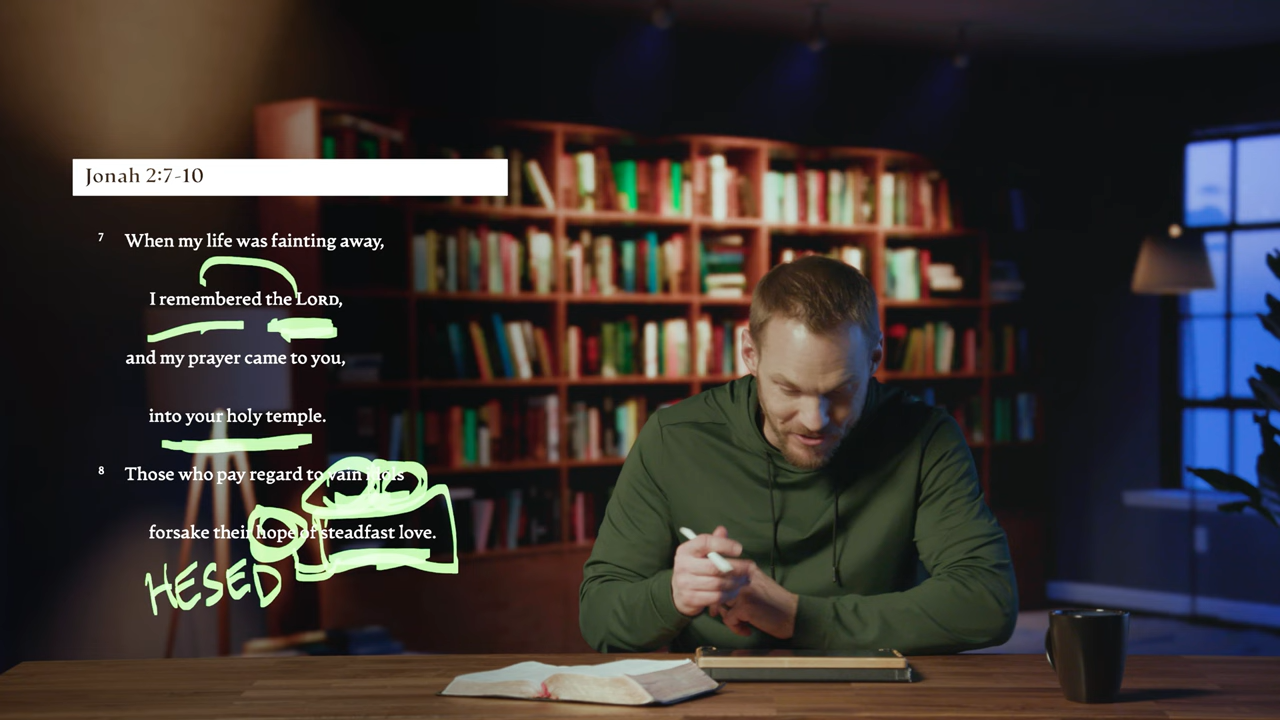 Jonah 2:7-10
7 When my life was fainting away,
I remembered the LORD,
and my prayer came to you,
into your holy temple.
8 Those who pay regard to vain idols
forsake their hope of steadfast love.
HESED